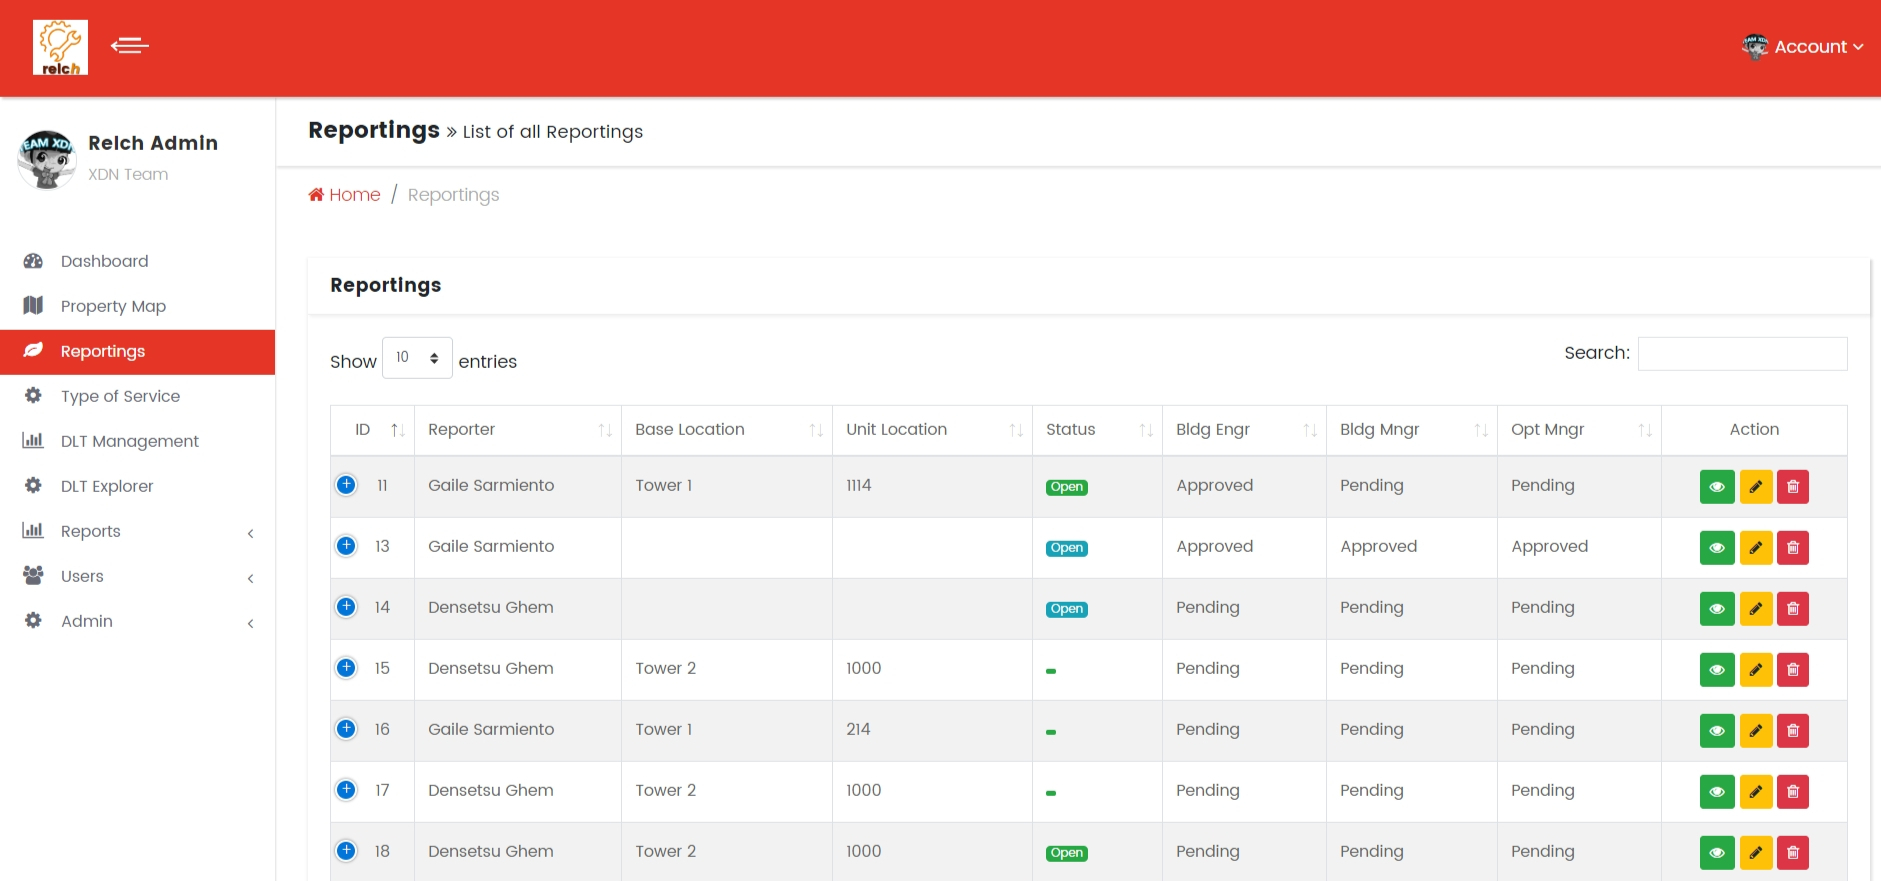 relch
Account
Relch Admin
XDN Team
Dashboard
Property Map
Reportings
Type of Service
DLT Management
DLT Explorer
Reports
Users
Admin
Reportings » List of all Reportings
Home / Reportings
Reportings
Show 10 entries
Search:
ID Reporter Base Location Unit Location Status Bldg Engr Bldg Mngr Opt Mngr Action
11 Gaile Sarmiento Tower 1 1114 Open Approved Pending Pending
13 Gaile Sarmiento Open Approved Approved Approved
14 Densetsu Ghem Open Pending Pending Pending
15 Densetsu Ghem Tower 2 1000 Pending Pending Pending
16 Gaile Sarmiento Tower 1 214 Pending Pending Pending
17 Densetsu Ghem Tower 2 1000 Pending Pending Pending
18 Densetsu Ghem Tower 2 1000 Open Pending Pending Pending